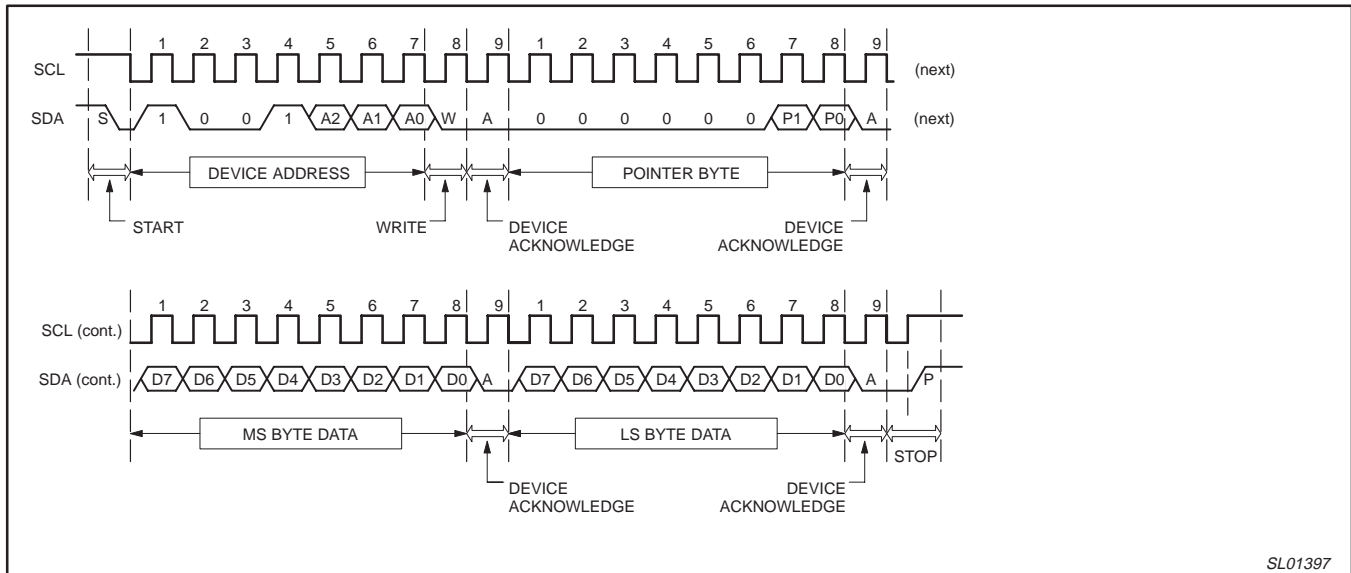 1 2 3 4 5 6 7 8 9 1 2 3 4 5 6 7 8 9
SCL (next)
SDA S 1 0 0 1 A2 A1 A0 W A 0 0 0 0 0 0 P1 P0 A (next)
DEVICE ADDRESS POINTER BYTE
START WRITE DEVICE ACKNOWLEDGE DEVICE ACKNOWLEDGE
1 2 3 4 5 6 7 8 9 1 2 3 4 5 6 7 8 9
SCL (cont.)
SDA (cont.) D7 D6 D5 D4 D3 D2 D1 D0 A D7 D6 D5 D4 D3 D2 D1 D0 A P
MS BYTE DATA LS BYTE DATA
STOP
DEVICE ACKNOWLEDGE DEVICE ACKNOWLEDGE
SL01397